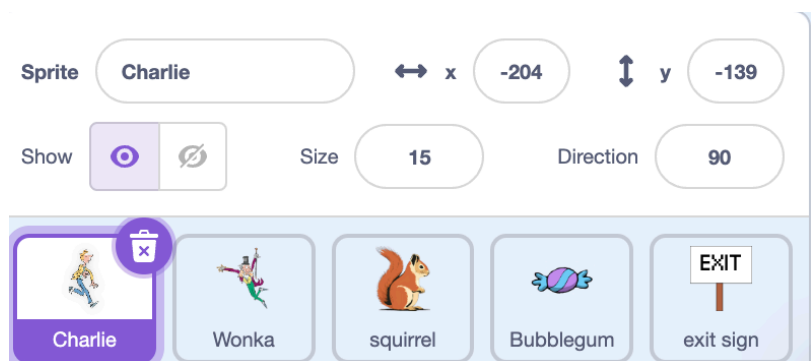 Sprite Charlie x -204 y -139
Show Size 15 Direction 90
EXIT
Charlie Wonka squirrel Bubblegum exit sign